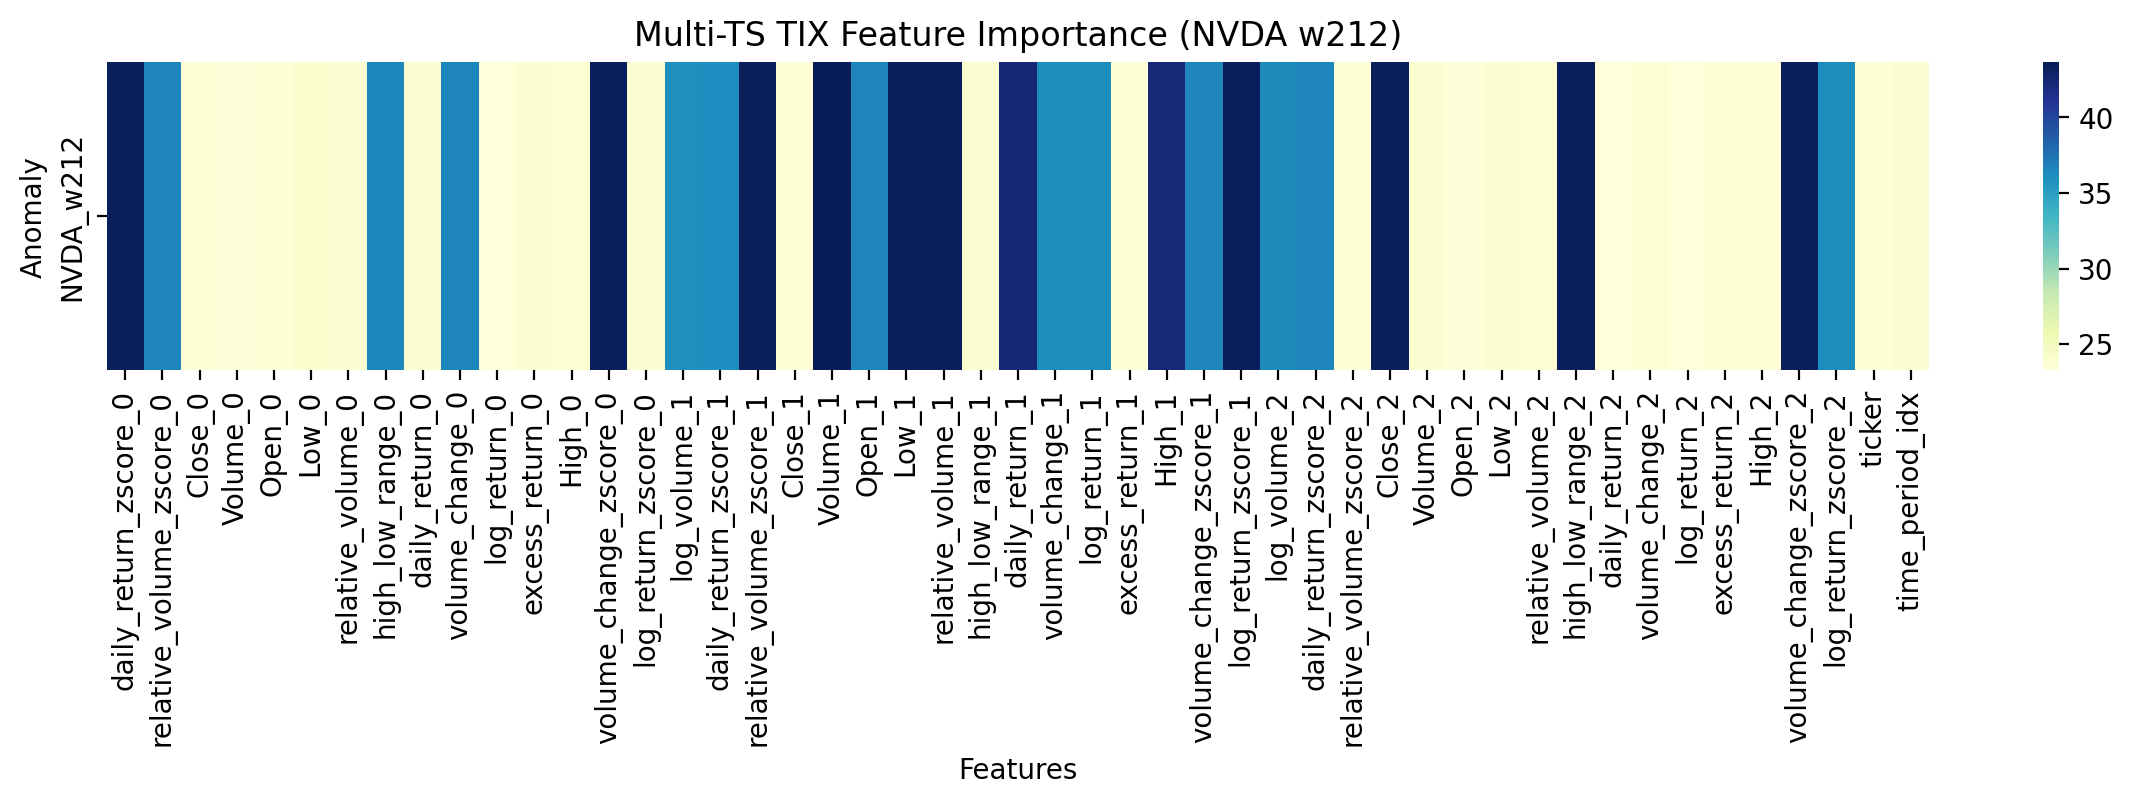 Multi-TS TIX Feature Importance (NVDA w212)
Anomaly
NVDA_w212
40
35
30
25
daily_return_zscore_0
relative_volume_zscore_0
Close_0
Volume_0
Open_0
Low_0
relative_volume_0
high_low_range_0
daily_return_0
volume_change_0
log_return_0
excess_return_0
High_0
volume_change_zscore_0
log_return_zscore_0
log_volume_1
daily_return_zscore_1
relative_volume_zscore_1
Close_1
Volume_1
Open_1
Low_1
relative_volume_1
high_low_range_1
daily_return_1
volume_change_1
log_return_1
excess_return_1
High_1
volume_change_zscore_1
log_return_zscore_1
log_volume_2
daily_return_zscore_2
relative_volume_zscore_2
Close_2
Volume_2
Open_2
Low_2
relative_volume_2
high_low_range_2
daily_return_2
volume_change_2
log_return_2
excess_return_2
High_2
volume_change_zscore_2
log_return_zscore_2
ticker
time_period_idx
Features